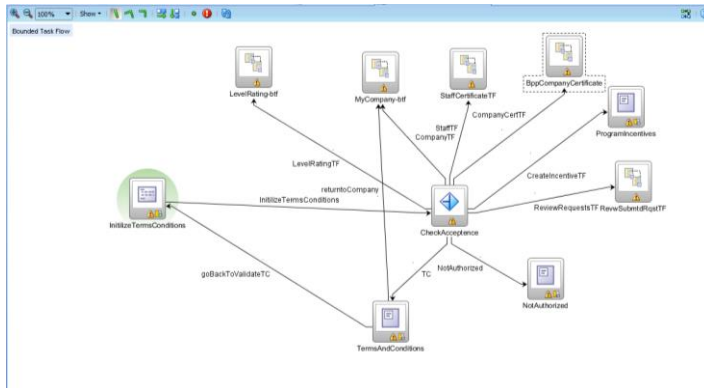 100%
Show
Bounded Task Flow
LevelRating-btf
MyCompany-btf
StaffCertificateTF
BppCompanyCertificate
ProgramIncentives
StaffTF
CompanyTF
CompanyCertTF
LevelRatingTF
CreateIncentiveTF
returntoCompany
InitilizeTermsConditions
ReviewRequestsTF
RevwSubmtdRqstTF
InitilizeTermsConditions
CheckAcceptence
goBackToValidateTC
TC
NotAuthorized
NotAuthorized
TermsAndConditions